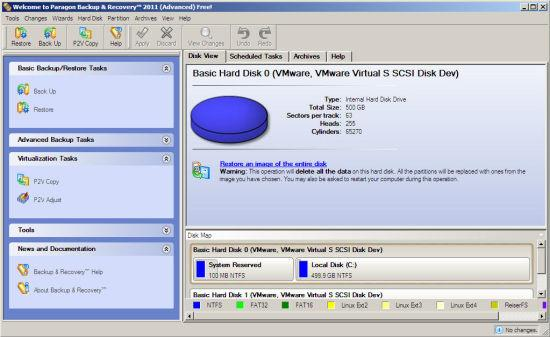 Welcome to Paragon Backup & Recovery™ 2011 (Advanced) Free!
Tools Changes Wizards Hard Disk Partition Archives View Help
Restore Back Up P2V Copy Help Apply Discard View Changes Undo Redo
Basic Backup/Restore Tasks
Back Up
Restore
Advanced Backup Tasks
Virtualization Tasks
P2V Copy
P2V Adjust
Tools
News and Documentation
Backup & Recovery™ Help
About Backup & Recovery™
Disk View Scheduled Tasks Archives Help
Basic Hard Disk 0 (VMware, VMware Virtual S SCSI Disk Dev)
Type: Internal Hard Disk Drive
Total Size: 500 GB
Sectors per track: 63
Heads: 255
Cylinders: 65270
Restore an image of the entire disk
Warning: This operation will delete all the data on this hard disk. All the partitions will be replaced with ones from the
image you have chosen. You may also be asked to restart your computer during this operation.
Disk Map
Basic Hard Disk 0 (VMware, VMware Virtual S SCSI Disk Dev)
System Reserved
100 MB NTFS
Local Disk (C:)
499.9 GB NTFS
Basic Hard Disk 1 (VMware, VMware Virtual S SCSI Disk Dev)
NTFS FAT32 FAT16 Linux Ext2 Linux Ext3 Linux Ext4 ReiserFS
No changes.